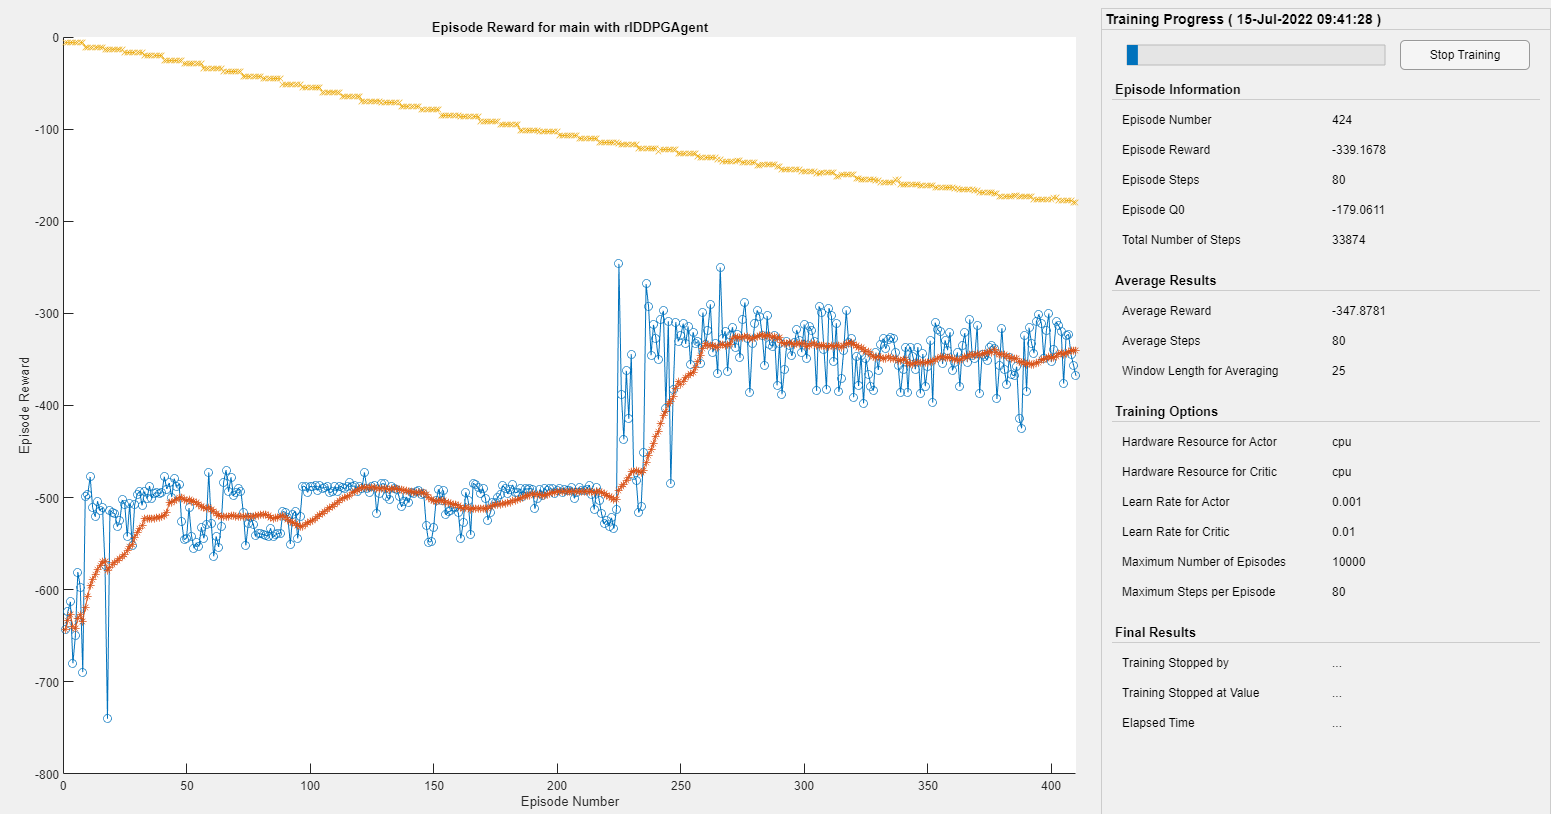 Episode Reward for main with rlDDPGAgent
0
-100
-200
-300
-400
-500
-600
-700
-800
Episode Reward
0 50 100 150 200 250 300 350 400
Episode Number
Training Progress ( 15-Jul-2022 09:41:28 )
Stop Training
Episode Information
Episode Number 424
Episode Reward -339.1678
Episode Steps 80
Episode Q0 -179.0611
Total Number of Steps 33874
Average Results
Average Reward -347.8781
Average Steps 80
Window Length for Averaging 25
Training Options
Hardware Resource for Actor cpu
Hardware Resource for Critic cpu
Learn Rate for Actor 0.001
Learn Rate for Critic 0.01
Maximum Number of Episodes 10000
Maximum Steps per Episode 80
Final Results
Training Stopped by ...
Training Stopped at Value ...
Elapsed Time ...